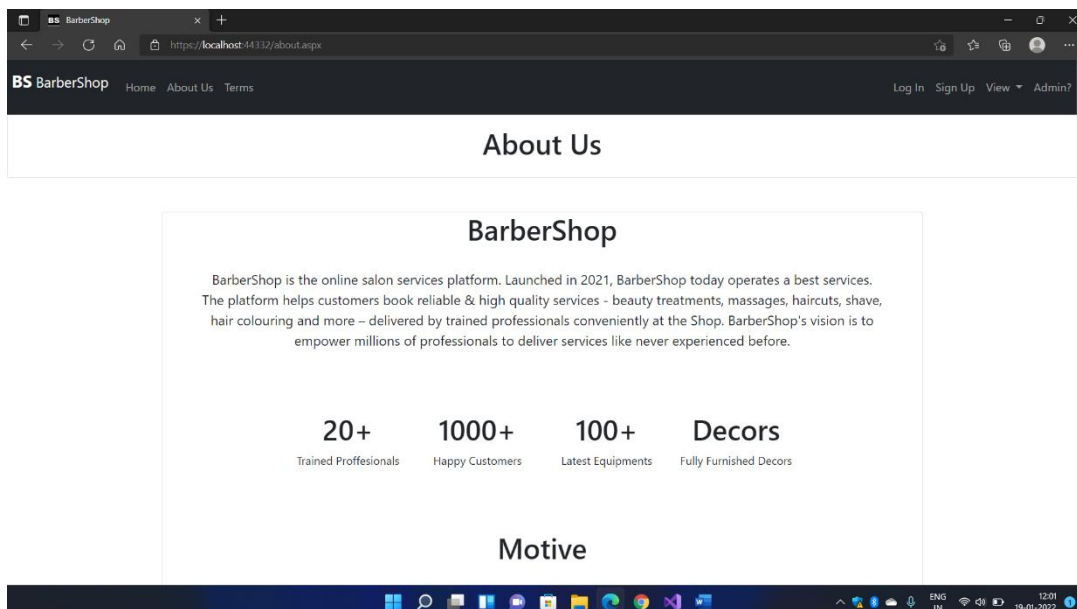 BS BarberShop
https://localhost:44332/about.aspx
BS BarberShop Home About Us Terms Log In Sign Up View Admin?
About Us
BarberShop
BarberShop is the online salon services platform. Launched in 2021, BarberShop today operates a best services.
The platform helps customers book reliable & high quality services - beauty treatments, massages, haircuts, shave,
hair colouring and more – delivered by trained professionals conveniently at the Shop. BarberShop's vision is to
empower millions of professionals to deliver services like never experienced before.
20+ 1000+ 100+ Decors
Trained Proffesionals Happy Customers Latest Equipments Fully Furnished Decors
Motive
ENG 12:01
IN 19-01-2022 1